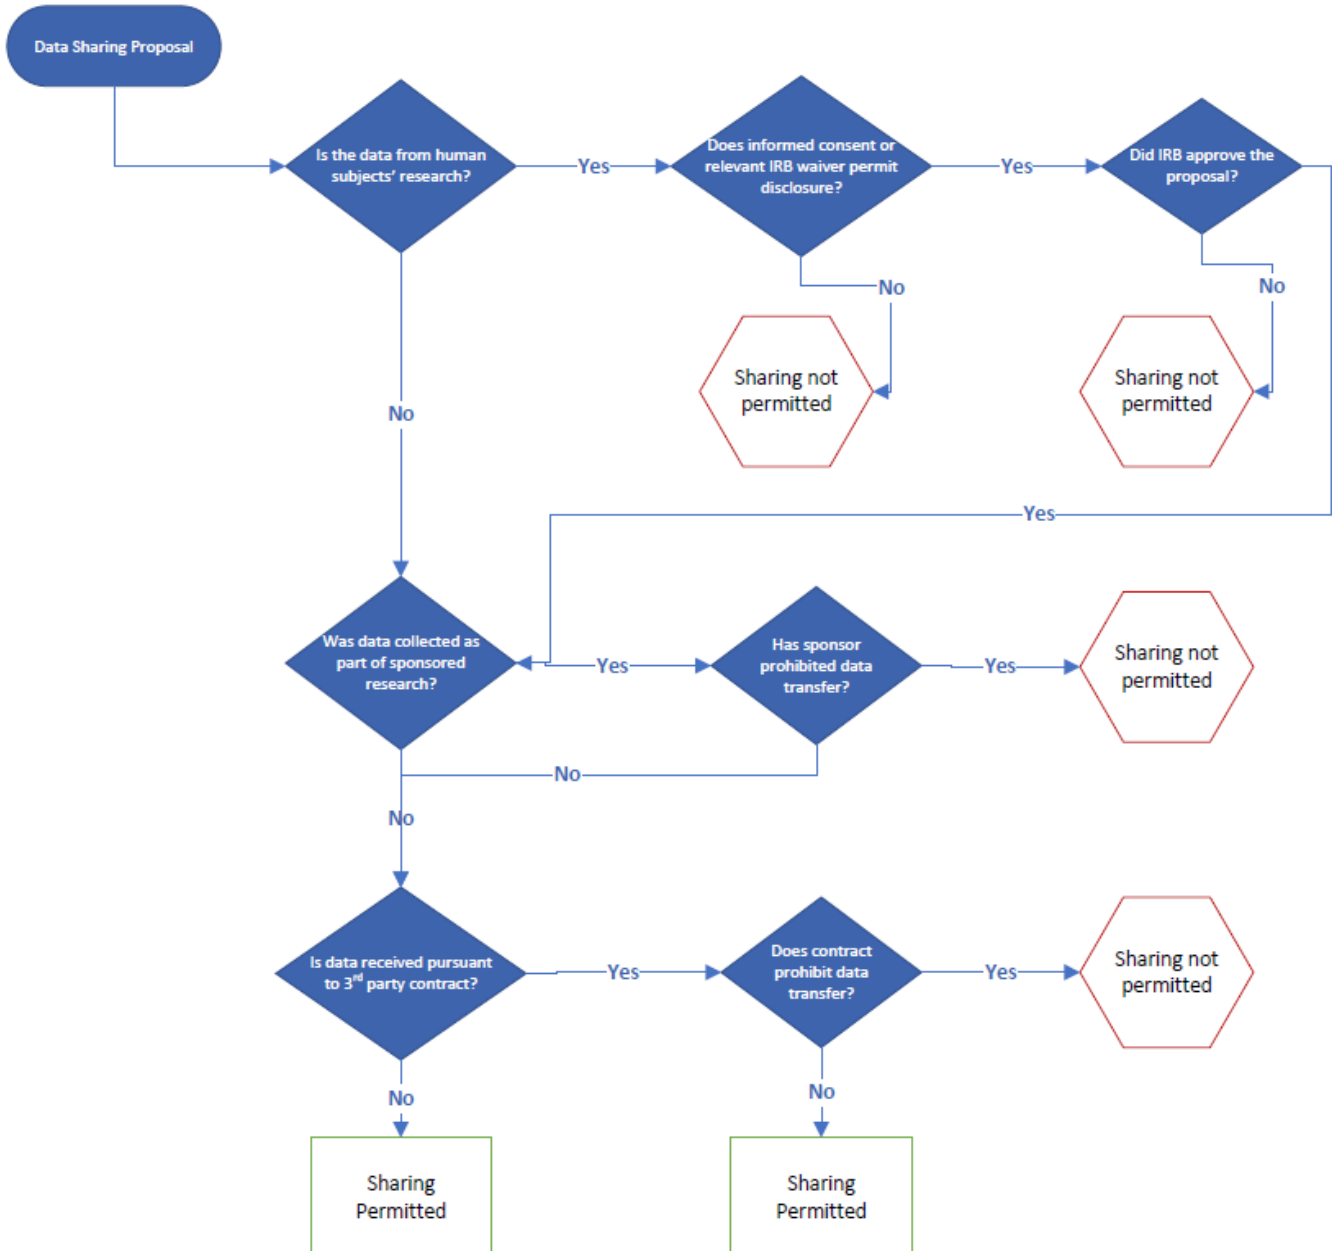 Data Sharing Proposal
Is the data from human
subjects’ research?
Yes
Does informed consent or
relevant IRB waiver permit
disclosure?
Yes
Did IRB approve the
proposal?
No
No
Sharing not
permitted
Sharing not
permitted
No
Yes
Was data collected as
part of sponsored
research?
Yes
Has sponsor
prohibited data
transfer?
Yes
Sharing not
permitted
No
No
Is data received pursuant
to 3rd party contract?
Yes
Does contract
prohibit data
transfer?
Yes
Sharing not
permitted
No
No
Sharing
Permitted
Sharing
Permitted